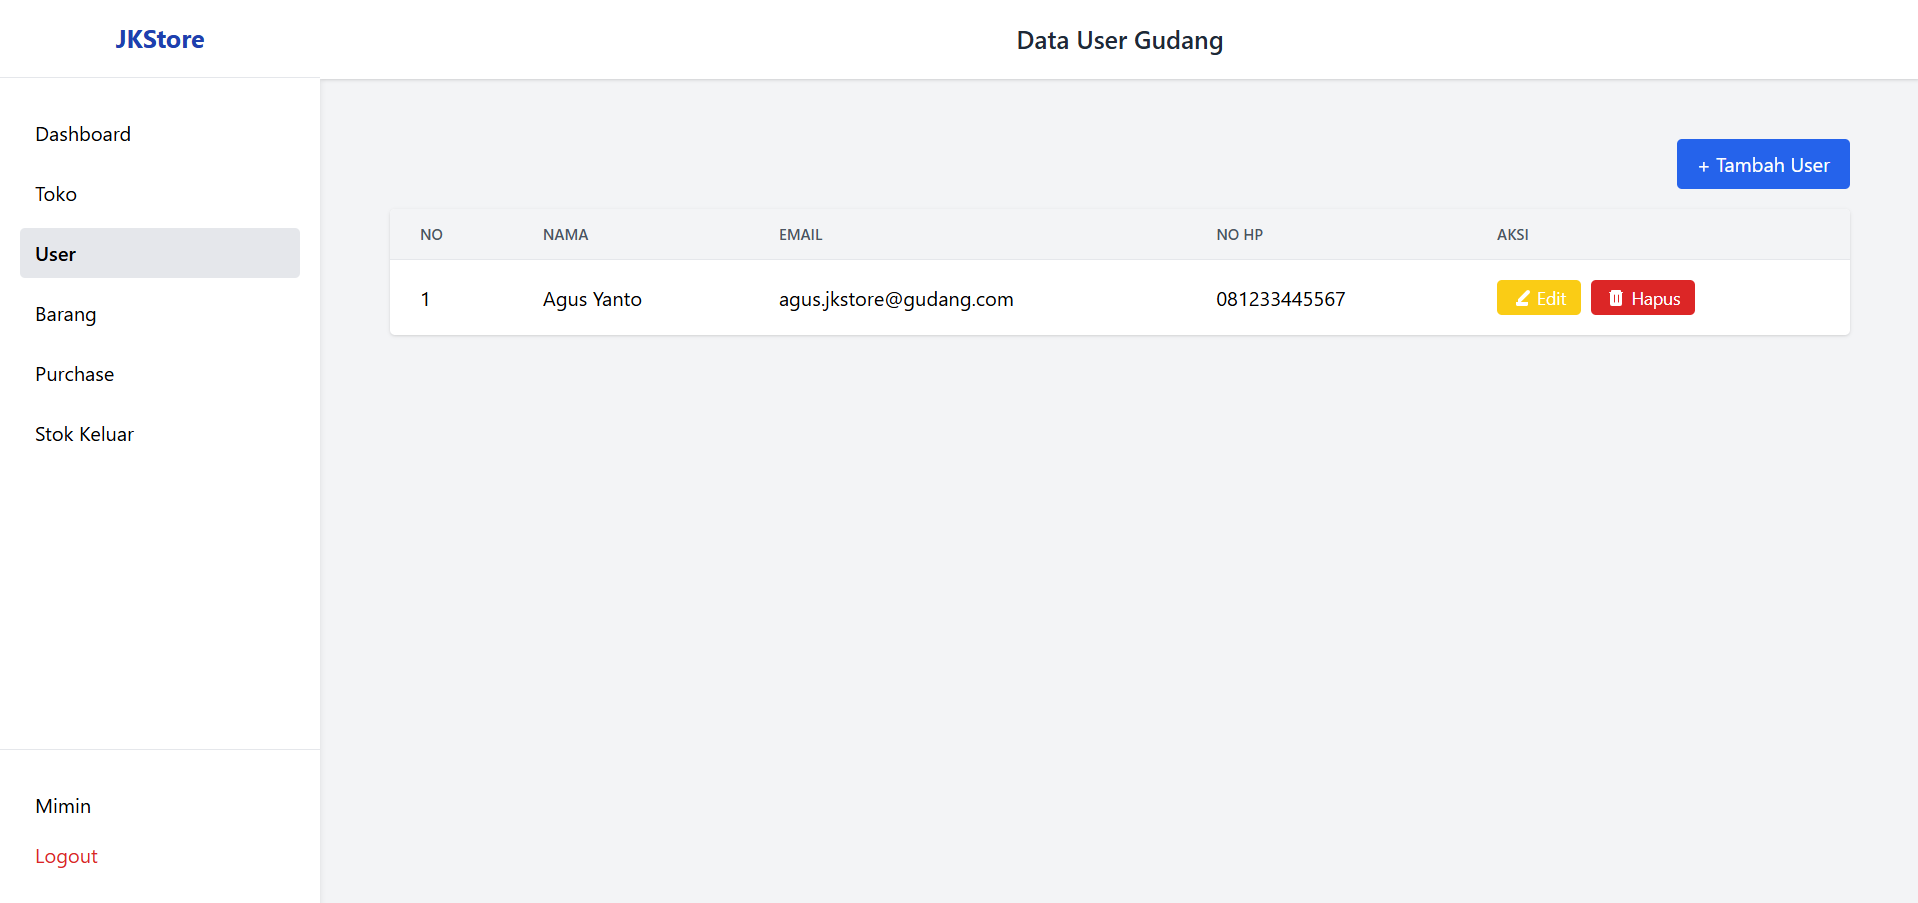 JKStore
Data User Gudang
Dashboard
Toko
User
Barang
Purchase
Stok Keluar
Mimin
Logout
+ Tambah User
NO NAMA EMAIL NO HP AKSI
1 Agus Yanto agus.jkstore@gudang.com 081233445567 Edit Hapus